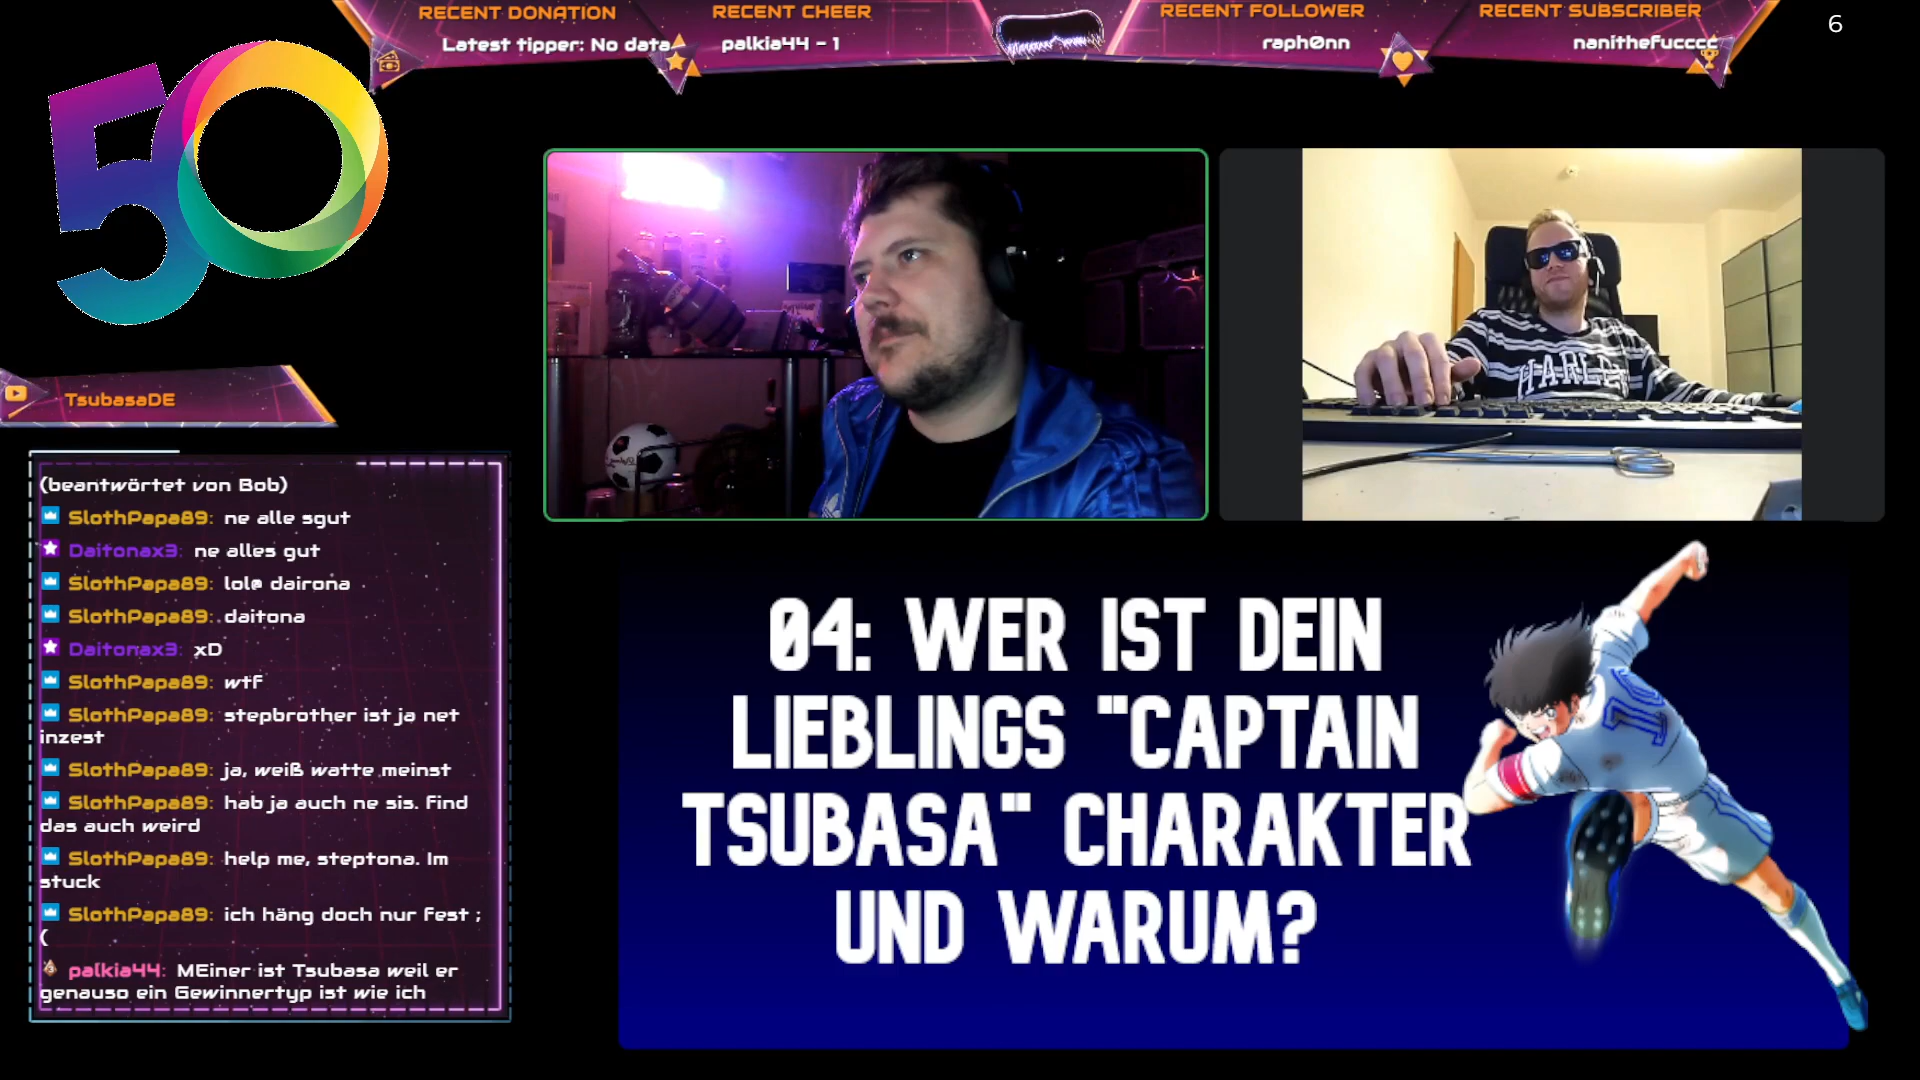 RECENT DONATION
Latest tipper: No data
RECENT CHEER
palkia44 - 1
RECENT FOLLOWER
raph0nn
RECENT SUBSCRIBER
nanithefucccc
6
50
TsubasaDE
(beantwörtet von Bob)
SlothPapa89: ne alle sgut
Daitonax3: ne alles gut
SlothPapa89: lol@ dairona
SlothPapa89: daitona
Daitonax3: xD
SlothPapa89: wtf
SlothPapa89: stepbrother ist ja net
inzest
SlothPapa89: ja, weiß watte meinst
SlothPapa89: hab ja auch ne sis. Find
das auch weird
SlothPapa89: help me, steptona. Im
stuck
SlothPapa89: ich häng doch nur fest ;
(
palkia44: MEiner ist Tsubasa weil er
genauso ein Gewinnertyp ist wie ich
HARLE
04: WER IST DEIN
LIEBLINGS "CAPTAIN
TSUBASA" CHARAKTER
UND WARUM?
10